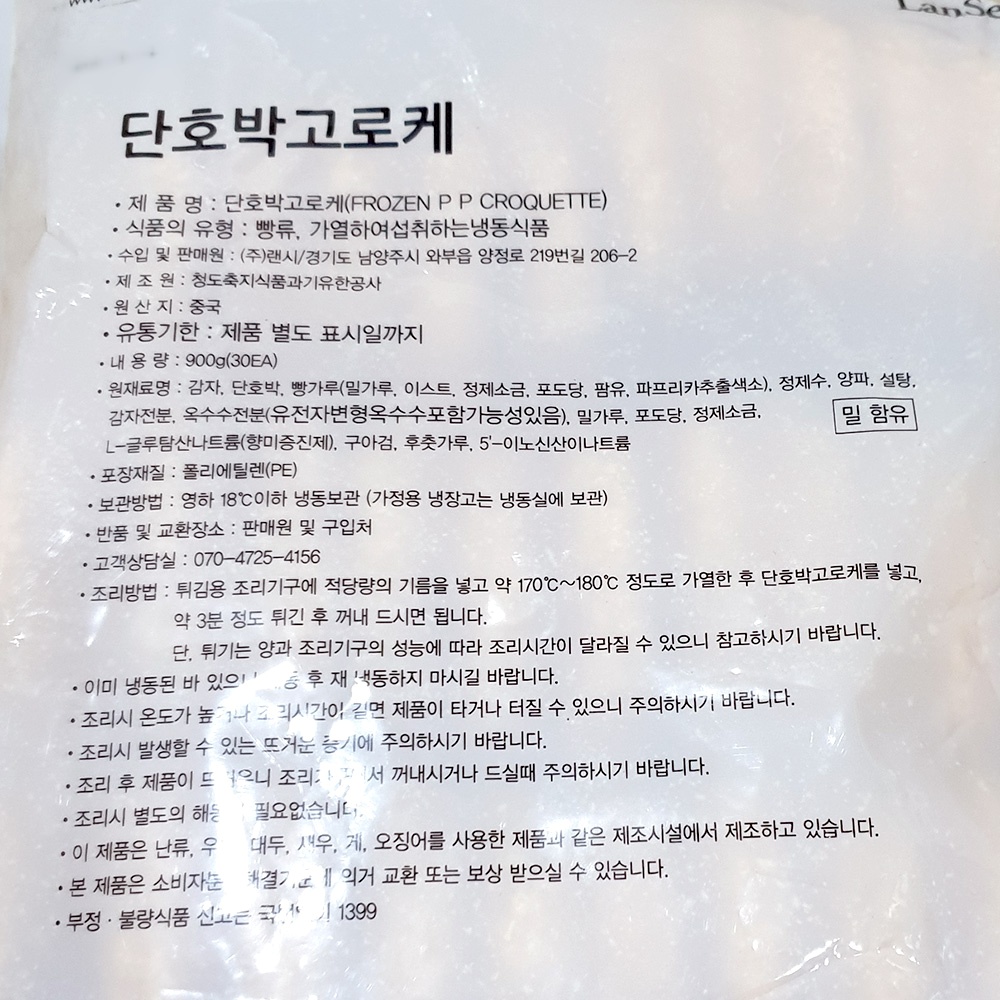 단호박고로케
• 제 품 명 : 단호박고로케(FROZEN P P CROQUETTE)
• 식품의 유형 : 빵류, 가열하여섭취하는냉동식품
• 수입 및 판매원 : (주)랜시/경기도 남양주시 와부읍 양정로 219번길 206-2
• 제 조 원 : 청도축지식품과기유한공사
• 원 산 지 : 중국
• 유통기한 : 제품 별도 표시일까지
• 내 용 량 : 900g(30EA)
• 원재료명 : 감자, 단호박, 빵가루(밀가루, 이스트, 정제소금, 포도당, 팜유, 파프리카추출색소), 정제수, 양파, 설탕,
감자전분, 옥수수전분(유전자변형옥수수포함가능성있음), 밀가루, 포도당, 정제소금,
밀 함유
L-글루탐산나트륨(향미증진제), 구아검, 후춧가루, 5'-이노신산이나트륨
• 포장재질 : 폴리에틸렌(PE)
• 보관방법 : 영하 18℃이하 냉동보관 (가정용 냉장고는 냉동실에 보관)
• 반품 및 교환장소 : 판매원 및 구입처
• 고객상담실 : 070-4725-4156
• 조리방법 : 튀김용 조리기구에 적당량의 기름을 넣고 약 170℃~180℃ 정도로 가열한 후 단호박고로케를 넣고,
약 3분 정도 튀긴 후 꺼내 드시면 됩니다.
단, 튀기는 양과 조리기구의 성능에 따라 조리시간이 달라질 수 있으니 참고하시기 바랍니다.
• 이미 냉동된 바 후 재 냉동하지 마시길 바랍니다.
• 조리시 온도가 높거나 조리시간이 길면 제품이 타거나 터질 수 있으니 주의하시기 바랍니다.
• 조리시 발생할 수 있는 뜨거운 증기에 주의하시기 바랍니다.
• 조리 후 제품이 뜨거우니 꺼내시거나 드실때 주의하시기 바랍니다.
• 조리시 별도의 필요없습니다.
• 이 제품은 난류, 대두, 새우, 게, 오징어를 사용한 제품과 같은 제조시설에서 제조하고 있습니다.
• 본 제품은 의거 교환 또는 보상 받으실 수 있습니다.
• 부정 · 불량식품 신고는 1399